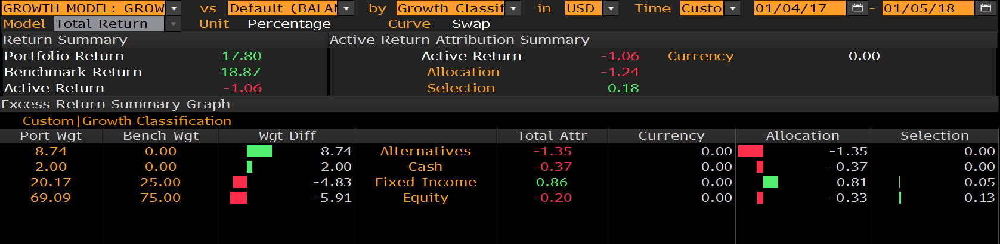 GROWTH MODEL: GROW vs Default (BALAN by Growth Classif in USD Time Custo 01/04/17 - 01/05/18
Model Total Return Unit Percentage Curve Swap
Return Summary Active Return Attribution Summary
Portfolio Return 17.80 Active Return -1.06 Currency 0.00
Benchmark Return 18.87 Allocation -1.24
Active Return -1.06 Selection 0.18
Excess Return Summary Graph
Custom|Growth Classification
Port Wgt Bench Wgt Wgt Diff Total Attr Currency Allocation Selection
8.74 0.00 8.74 Alternatives -1.35 0.00 -1.35 0.00
2.00 0.00 2.00 Cash -0.37 0.00 -0.37 0.00
20.17 25.00 -4.83 Fixed Income 0.86 0.00 0.81 0.05
69.09 75.00 -5.91 Equity -0.20 0.00 -0.33 0.13